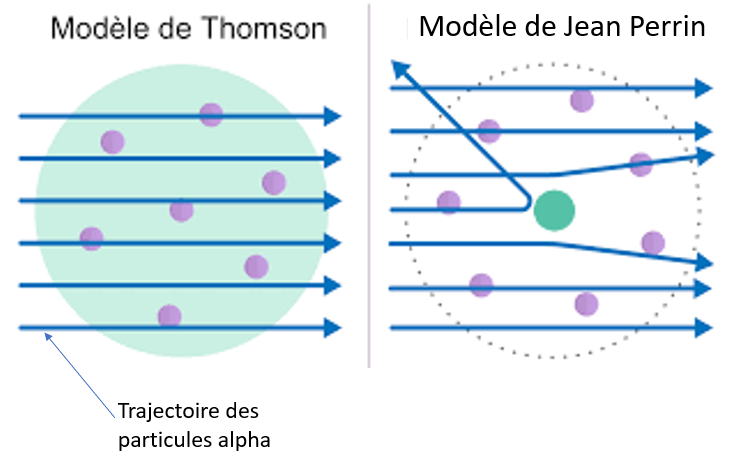 Modèle de Thomson
Modèle de Jean Perrin
Trajectoire des
particules alpha